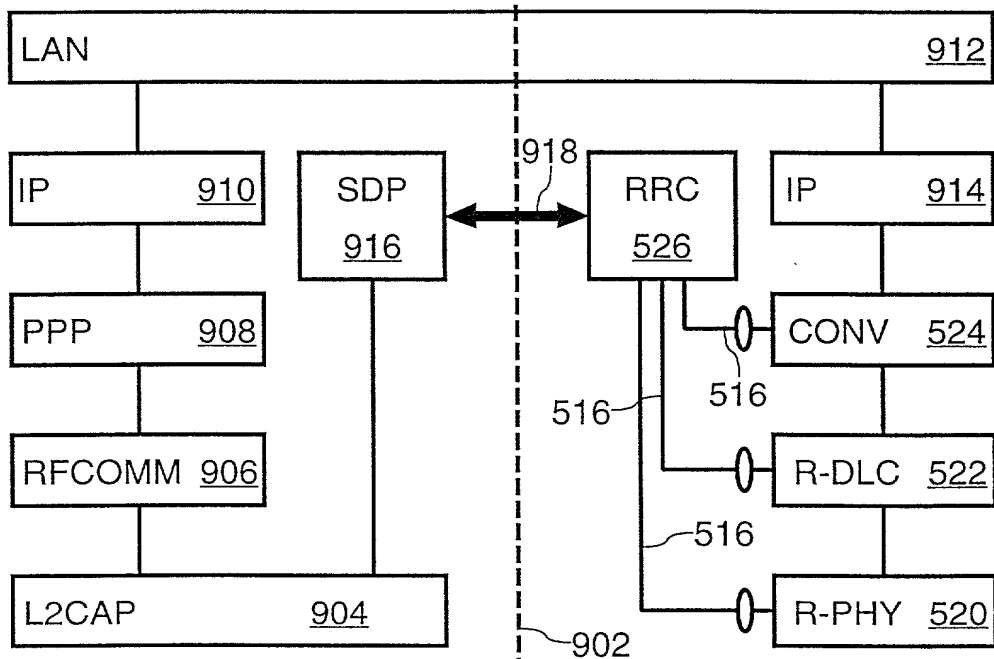 LAN 912
918
IP 910
SDP
916
RRC
526
IP 914
PPP 908
CONV 524
516
516
RFCOMM 906
R-DLC 522
516
L2CAP 904
R-PHY 520
902